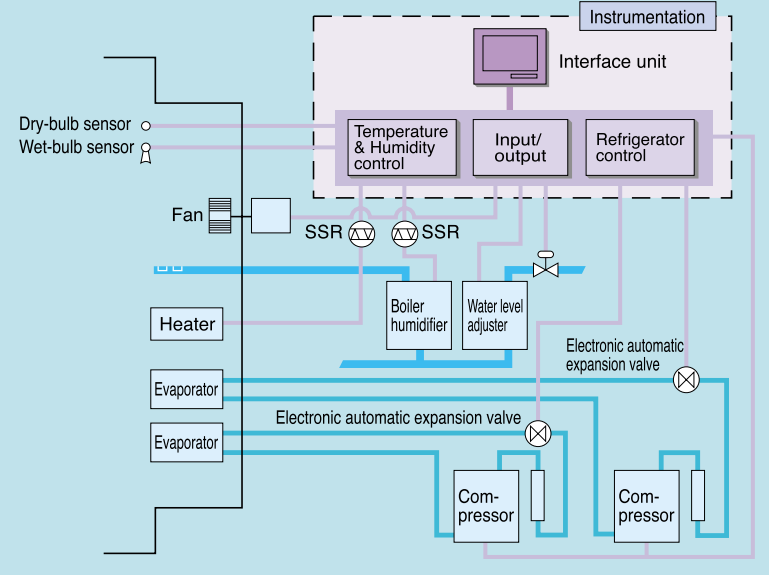 Instrumentation
Interface unit
Dry-bulb sensor
Wet-bulb sensor
Temperature
& Humidity
control
Input/
output
Refrigerator
control
Fan
SSR
SSR
Boiler
humidifier
Water level
adjuster
Heater
Electronic automatic
expansion valve
Evaporator
Electronic automatic expansion valve
Evaporator
Com-
pressor
Com-
pressor